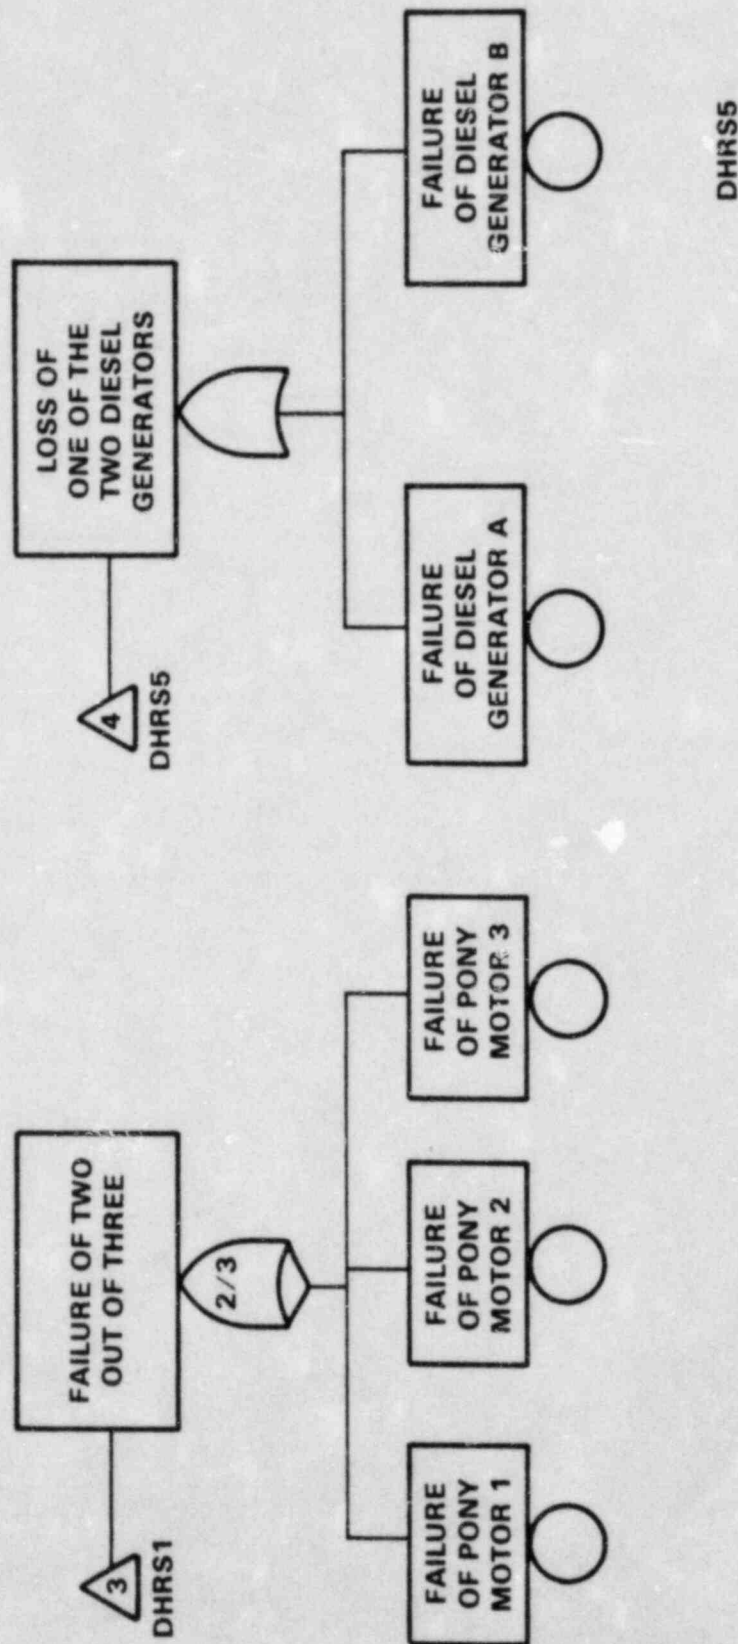 FAILURE OF TWO
OUT OF THREE
3
DHRS1
2/3
FAILURE
OF PONY
MOTOR 1
FAILURE
OF PONY
MOTOR 2
FAILURE
OF PONY
MOTOR 3
LOSS OF
ONE OF THE
TWO DIESEL
GENERATORS
4
DHRS5
FAILURE
OF DIESEL
GENERATOR A
FAILURE
OF DIESEL
GENERATOR B
DHRS5